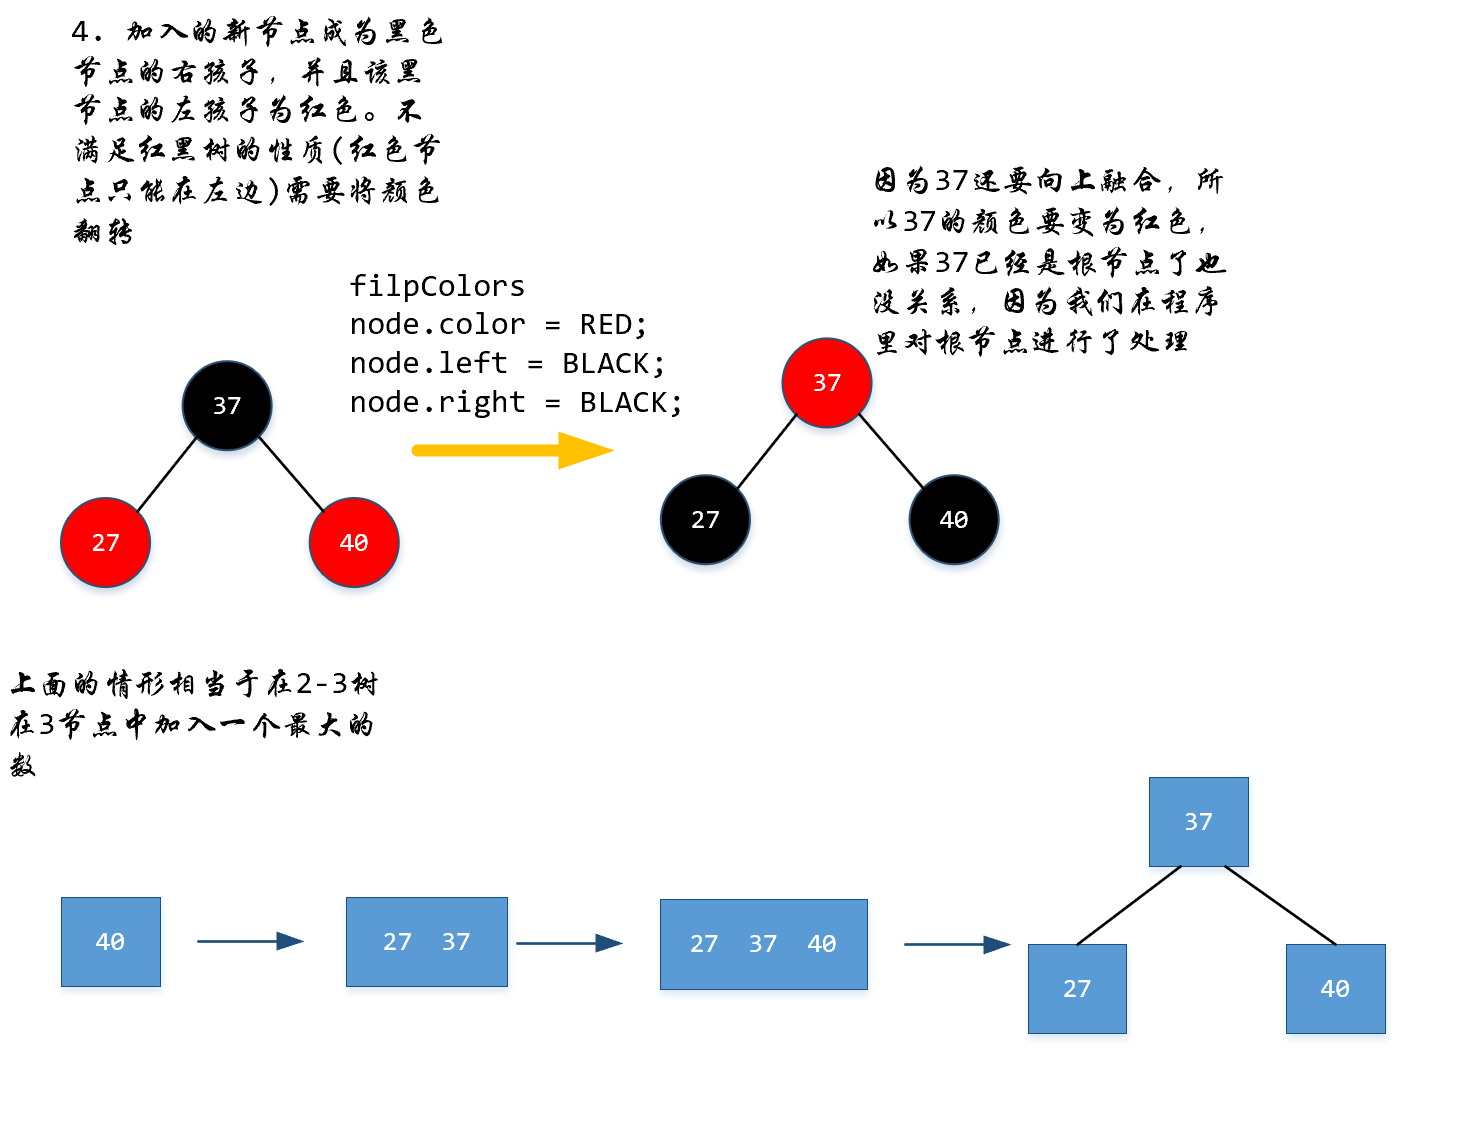 4. 加入的新节点成为黑色
节点的右孩子，并且该黑
节点的左孩子为红色。不
满足红黑树的性质(红色节
点只能在左边)需要将颜色
翻转
filpColors
node.color = RED;
node.left = BLACK;
node.right = BLACK;
因为37还要向上融合，所
以37的颜色要变为红色，
如果37已经是根节点了也
没关系，因为我们在程序
里对根节点进行了处理
37
27
40
37
27
40
上面的情形相当于在2-3树
在3节点中加入一个最大的
数
40
27 37
27 37 40
37
27
40